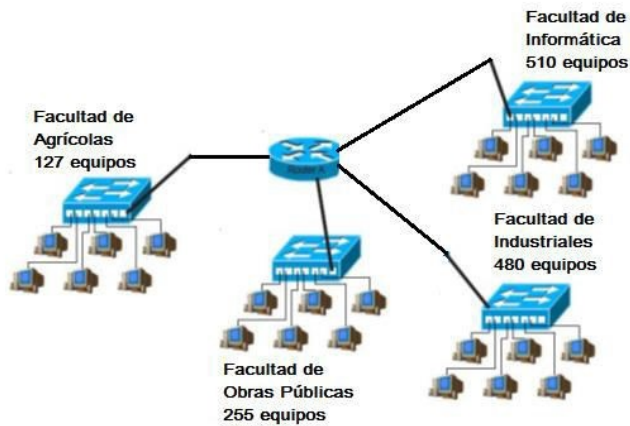 Facultad de
Informática
510 equipos
Facultad de
Agrícolas
127 equipos
Router A
Facultad de
Industriales
480 equipos
Facultad de
Obras Públicas
255 equipos